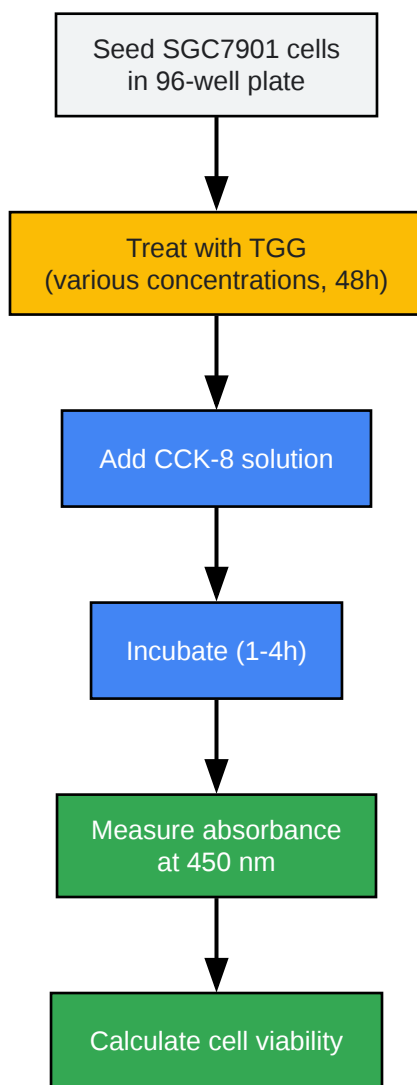 Seed SGC7901 cells
in 96-well plate
Treat with TGG
(various concentrations, 48h)
Add CCK-8 solution
Incubate (1-4h)
Measure absorbance
at 450 nm
Calculate cell viability